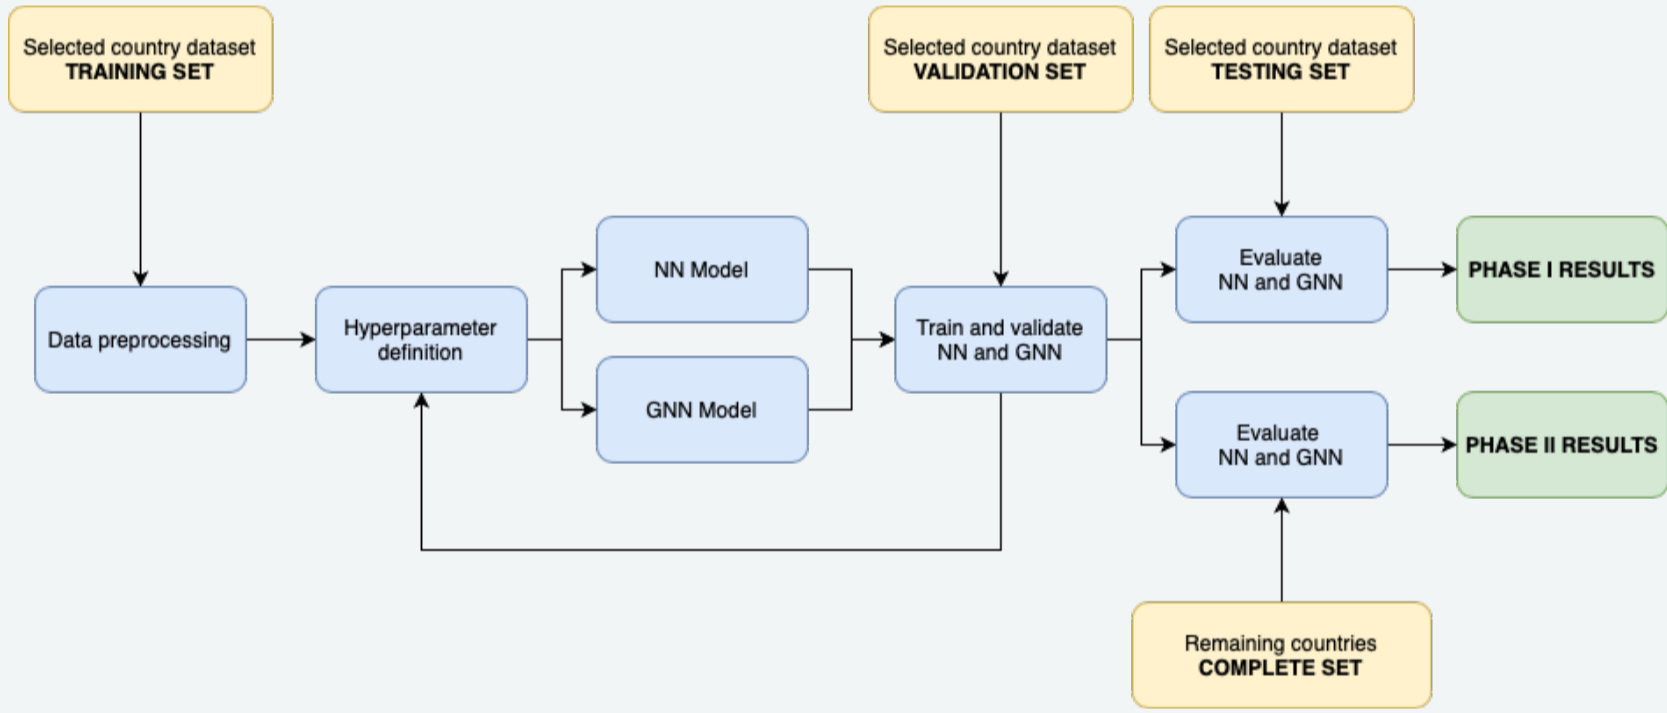 Selected country dataset
TRAINING SET
Selected country dataset
VALIDATION SET
Selected country dataset
TESTING SET
Data preprocessing
Hyperparameter
definition
NN Model
GNN Model
Train and validate
NN and GNN
Evaluate
NN and GNN
PHASE I RESULTS
Evaluate
NN and GNN
PHASE II RESULTS
Remaining countries
COMPLETE SET